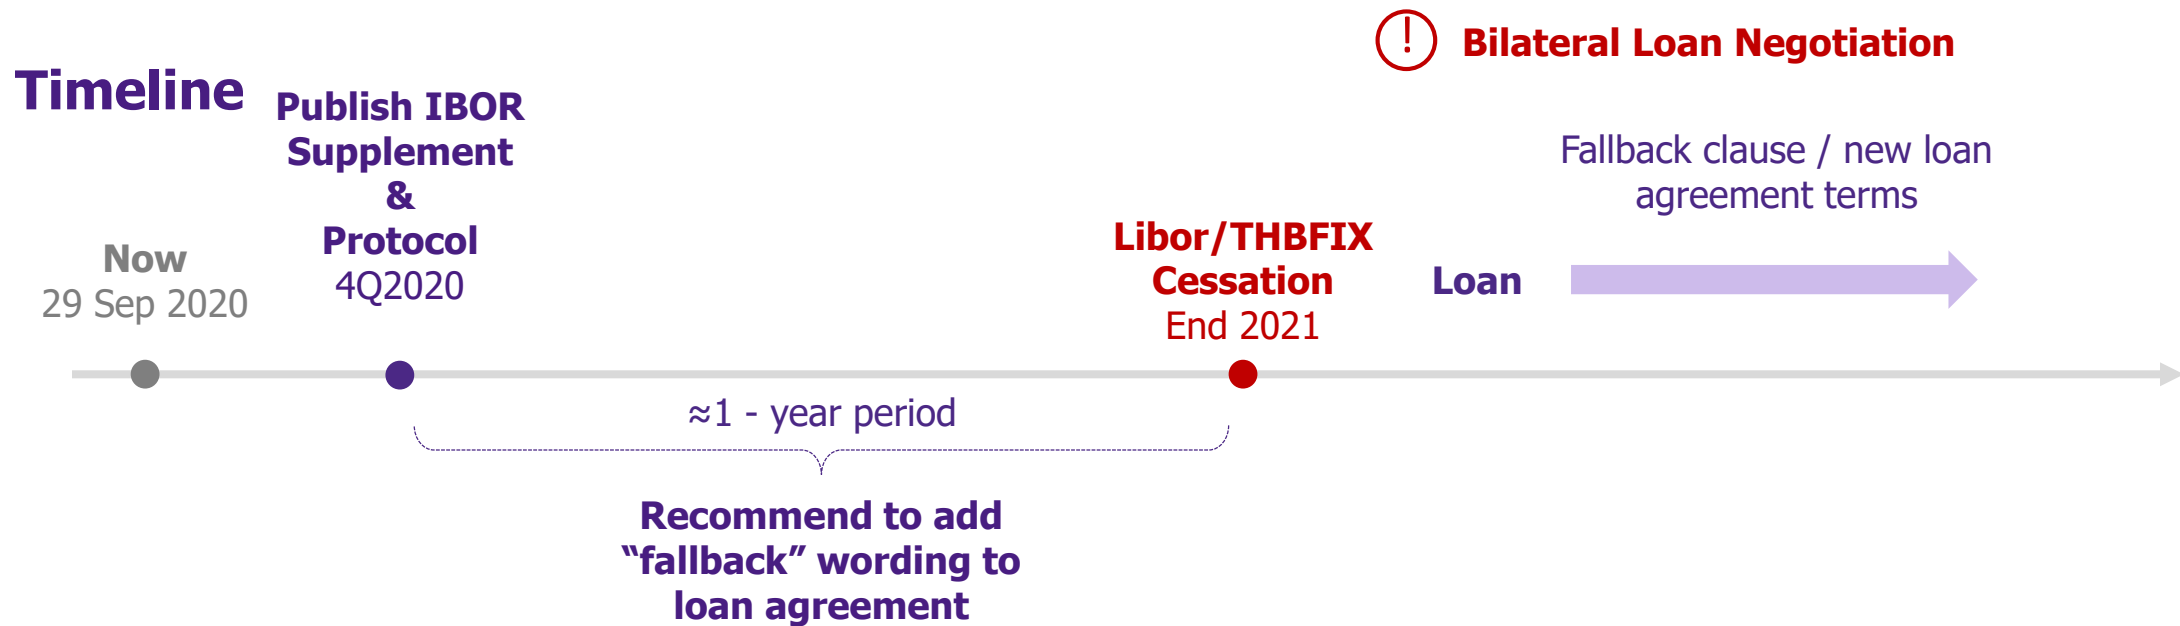 Timeline
Now
29 Sep 2020
Publish IBOR
Supplement
&
Protocol
4Q2020
≈1 - year period
Recommend to add
“fallback” wording to
loan agreement
Libor/THBFIX
Cessation
End 2021
! Bilateral Loan Negotiation
Loan
Fallback clause / new loan
agreement terms